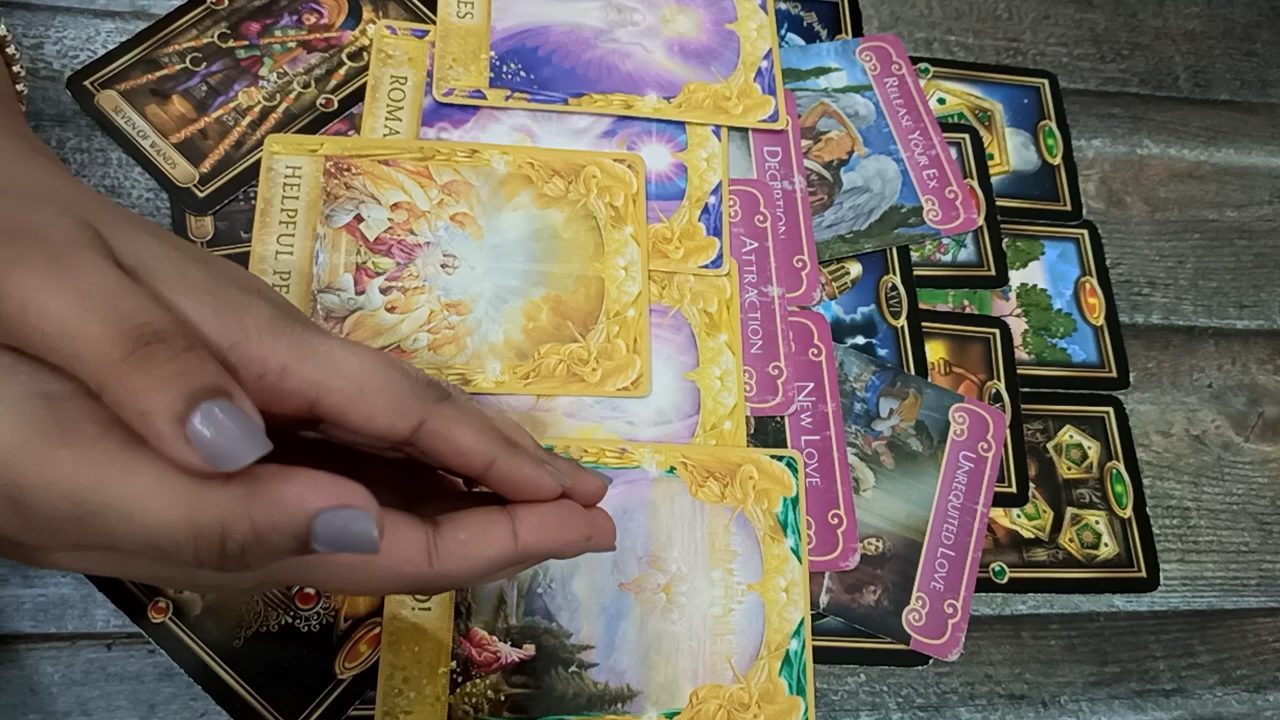 SEVEN OF WANDS
ES
ROMA
HELPFUL PE
O!
RELEASE YOUR EX
DECEPTION
ATTRACTION
NEW LOVE
UNREQUITED LOVE
XVI